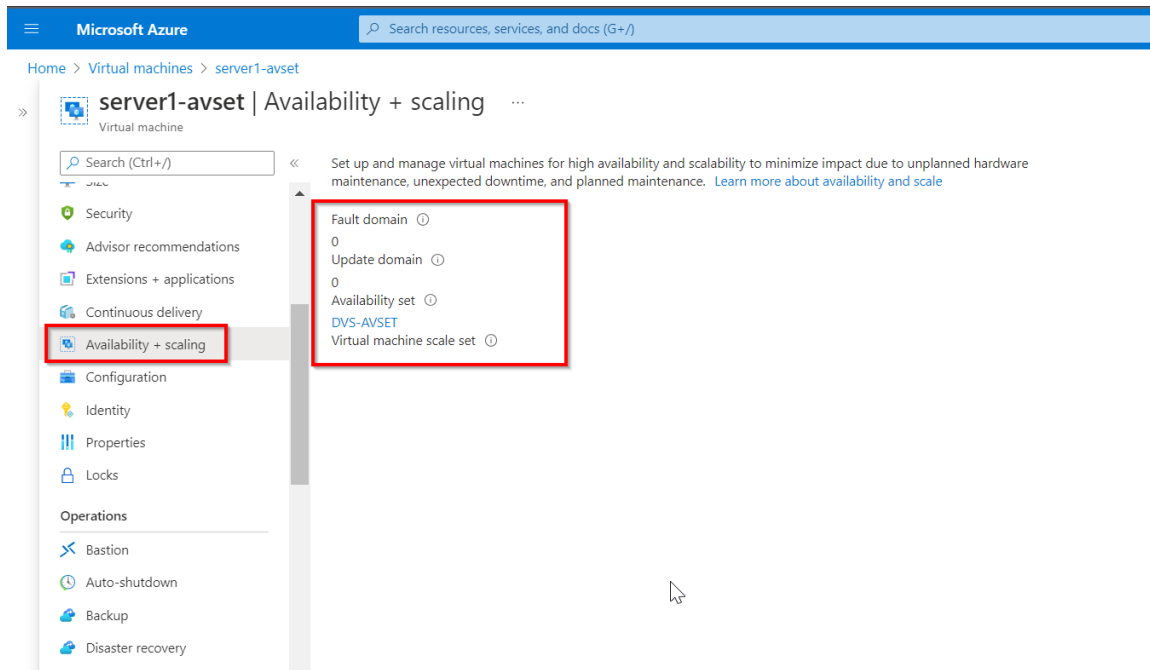 Microsoft Azure
Search resources, services, and docs (G+/)
Home > Virtual machines > server1-avset
server1-avset | Availability + scaling ...
Virtual machine
Search (Ctrl+/)
Size
Security
Advisor recommendations
Extensions + applications
Continuous delivery
Availability + scaling
Configuration
Identity
Properties
Locks
Operations
Bastion
Auto-shutdown
Backup
Disaster recovery
Set up and manage virtual machines for high availability and scalability to minimize impact due to unplanned hardware
maintenance, unexpected downtime, and planned maintenance. Learn more about availability and scale
Fault domain
0
Update domain
0
Availability set
DVS-AVSET
Virtual machine scale set